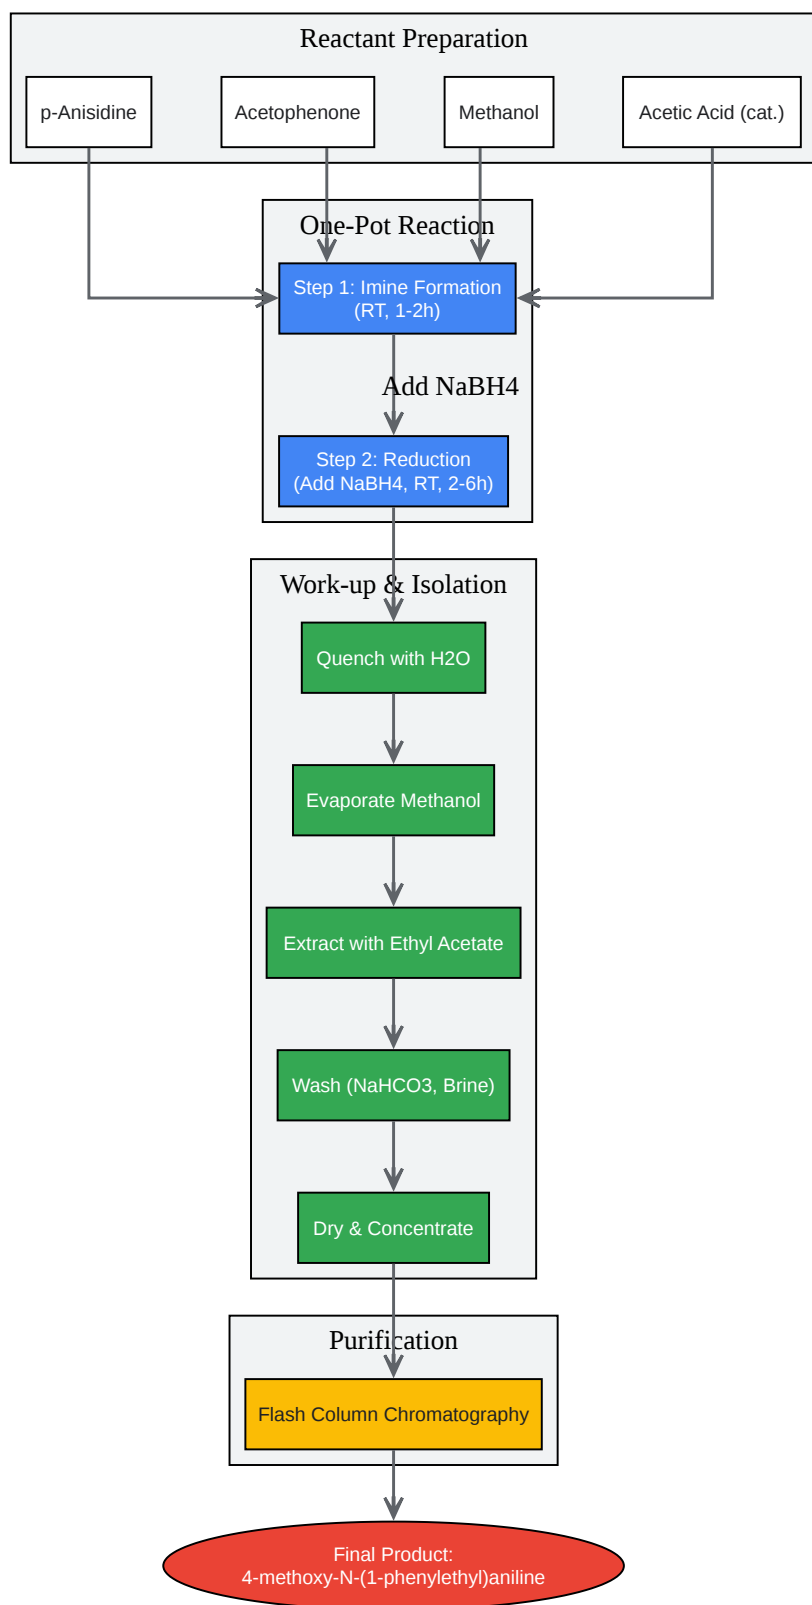 Reactant Preparation
p-Anisidine
Acetophenone
Methanol
Acetic Acid (cat.)
One-Pot Reaction
Step 1: Imine Formation
(RT, 1-2h)
Add NaBH4
Step 2: Reduction
(Add NaBH4, RT, 2-6h)
Work-up & Isolation
Quench with H2O
Evaporate Methanol
Extract with Ethyl Acetate
Wash (NaHCO3, Brine)
Dry & Concentrate
Purification
Flash Column Chromatography
Final Product:
4-methoxy-N-(1-phenylethyl)aniline